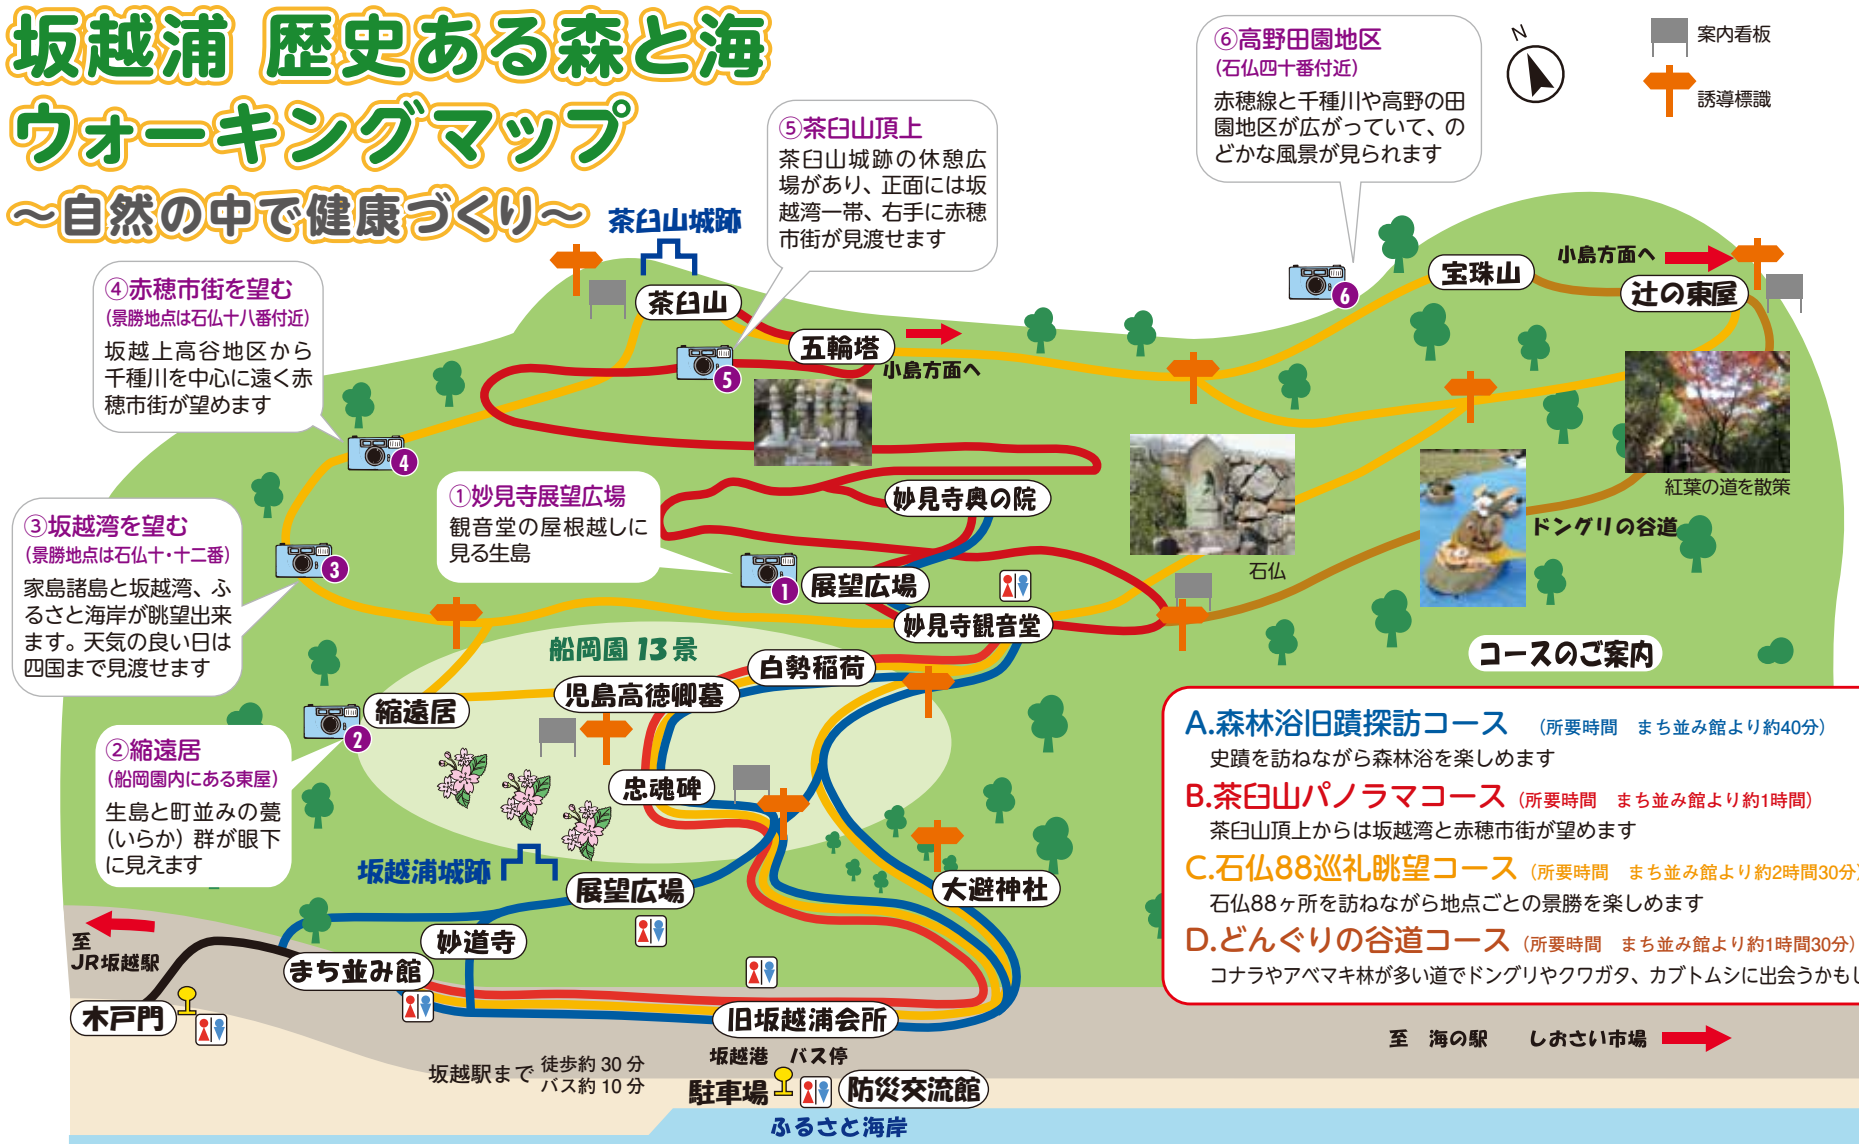 坂越浦 歴史ある森と海
ウォーキングマップ
～自然の中で健康づくり～
N
案内看板
誘導標識
⑥高野田園地区
(石仏四十番付近)
赤穂線と千種川や高野の田
園地区が広がっていて、の
どかな風景が見られます
⑤茶臼山頂上
茶臼山城跡の休憩広
場があり、正面には坂
越湾一帯、右手に赤穂
市街が見渡せます
茶臼山城跡
④赤穂市街を望む
(景勝地点は石仏十八番付近)
坂越上高谷地区から
千種川を中心に遠く赤
穂市街が望めます
茶臼山
五輪塔
小島方面へ
5
6
宝珠山
小島方面へ
辻の東屋
4
①妙見寺展望広場
観音堂の屋根越しに
見る生島
妙見寺奥の院
紅葉の道を散策
ドングリの谷道
石仏
③坂越湾を望む
(景勝地点は石仏十・十二番)
家島諸島と坂越湾、ふ
るさと海岸が眺望出来
ます。天気の良い日は
四国まで見渡せます
3
1
展望広場
妙見寺観音堂
船岡園 13景
白勢稲荷
児島高徳卿墓
縮遠居
2
②縮遠居
(船岡園内にある東屋)
生島と町並みの甍
(いらか) 群が眼下
に見えます
忠魂碑
坂越浦城跡
展望広場
大避神社
妙道寺
至
JR坂越駅
まち並み館
木戸門
旧坂越浦会所
坂越港 バス停
坂越駅まで 徒歩約 30 分
バス約 10 分
駐車場
防災交流館
ふるさと海岸
コースのご案内
A.森林浴旧蹟探訪コース (所要時間 まち並み館より約40分)
史蹟を訪ねながら森林浴を楽しめます
B.茶臼山パノラマコース (所要時間 まち並み館より約1時間)
茶臼山頂上からは坂越湾と赤穂市街が望めます
C.石仏88巡礼眺望コース (所要時間 まち並み館より約2時間30分)
石仏88ヶ所を訪ねながら地点ごとの景勝を楽しめます
D.どんぐりの谷道コース (所要時間 まち並み館より約1時間30分)
コナラやアベマキ林が多い道でドングリやクワガタ、カブトムシに出会うかもし
至 海の駅 しおさい市場